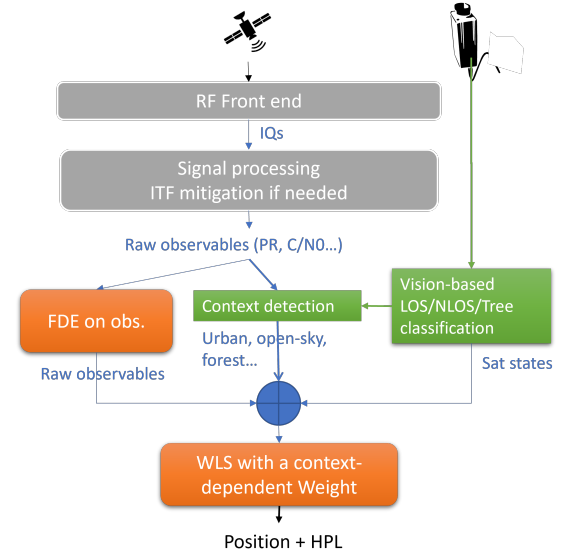 RF Front end
IQs
Signal processing
ITF mitigation if needed
Raw observables (PR, C/N0...)
FDE on obs.
Context detection
Vision-based
LOS/NLOS/Tree
classification
Urban, open-sky,
forest...
Raw observables
Sat states
WLS with a context-
dependent Weight
Position + HPL